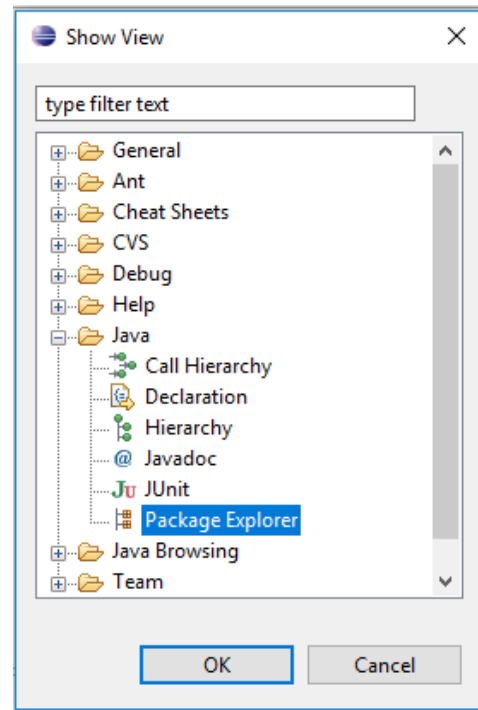 Show View
type filter text
General
Ant
Cheat Sheets
CVS
Debug
Help
Java
Call Hierarchy
Declaration
Hierarchy
@ Javadoc
Ju JUnit
Package Explorer
Java Browsing
Team
OK Cancel